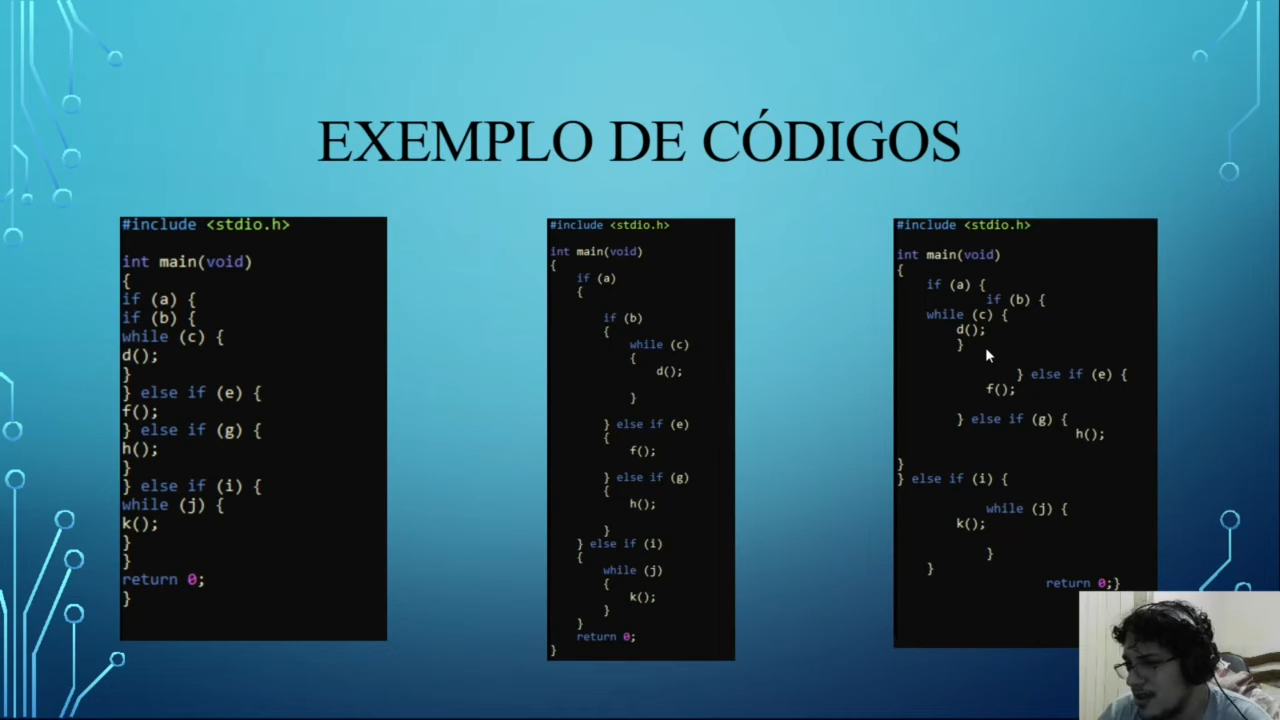 EXEMPLO DE CÓDIGOS
#include <stdio.h>
int main(void)
{
if (a) {
if (b) {
while (c) {
d();
}
} else if (e) {
f();
} else if (g) {
h();
}
} else if (i) {
while (j) {
k();
}
}
return 0;
}
#include <stdio.h>
int main(void)
{
if (a)
{
if (b)
{
while (c)
{
d();
}
} else if (e)
{
f();
} else if (g)
{
h();
}
} else if (i)
{
while (j)
{
k();
}
}
return 0;
}
#include <stdio.h>
int main(void)
{
if (a) {
if (b) {
while (c) {
d();
}
} else if (e) {
f();
} else if (g) {
h();
}
} else if (i) {
while (j) {
k();
}
}
return 0;}